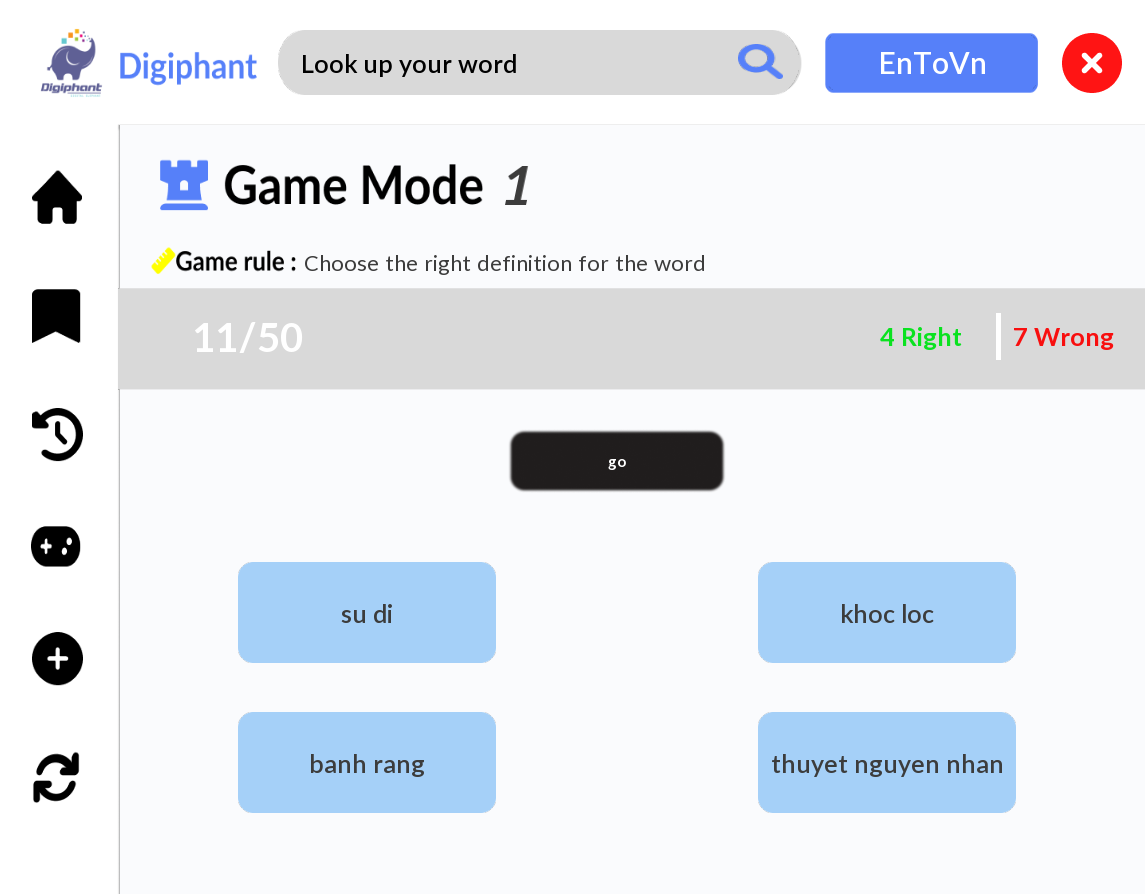 Digiphant
Digiphant
Look up your word
EnToVn
Game Mode 1
Game rule : Choose the right definition for the word
11/50
4 Right
7 Wrong
go
su di
khoc loc
banh rang
thuyet nguyen nhan